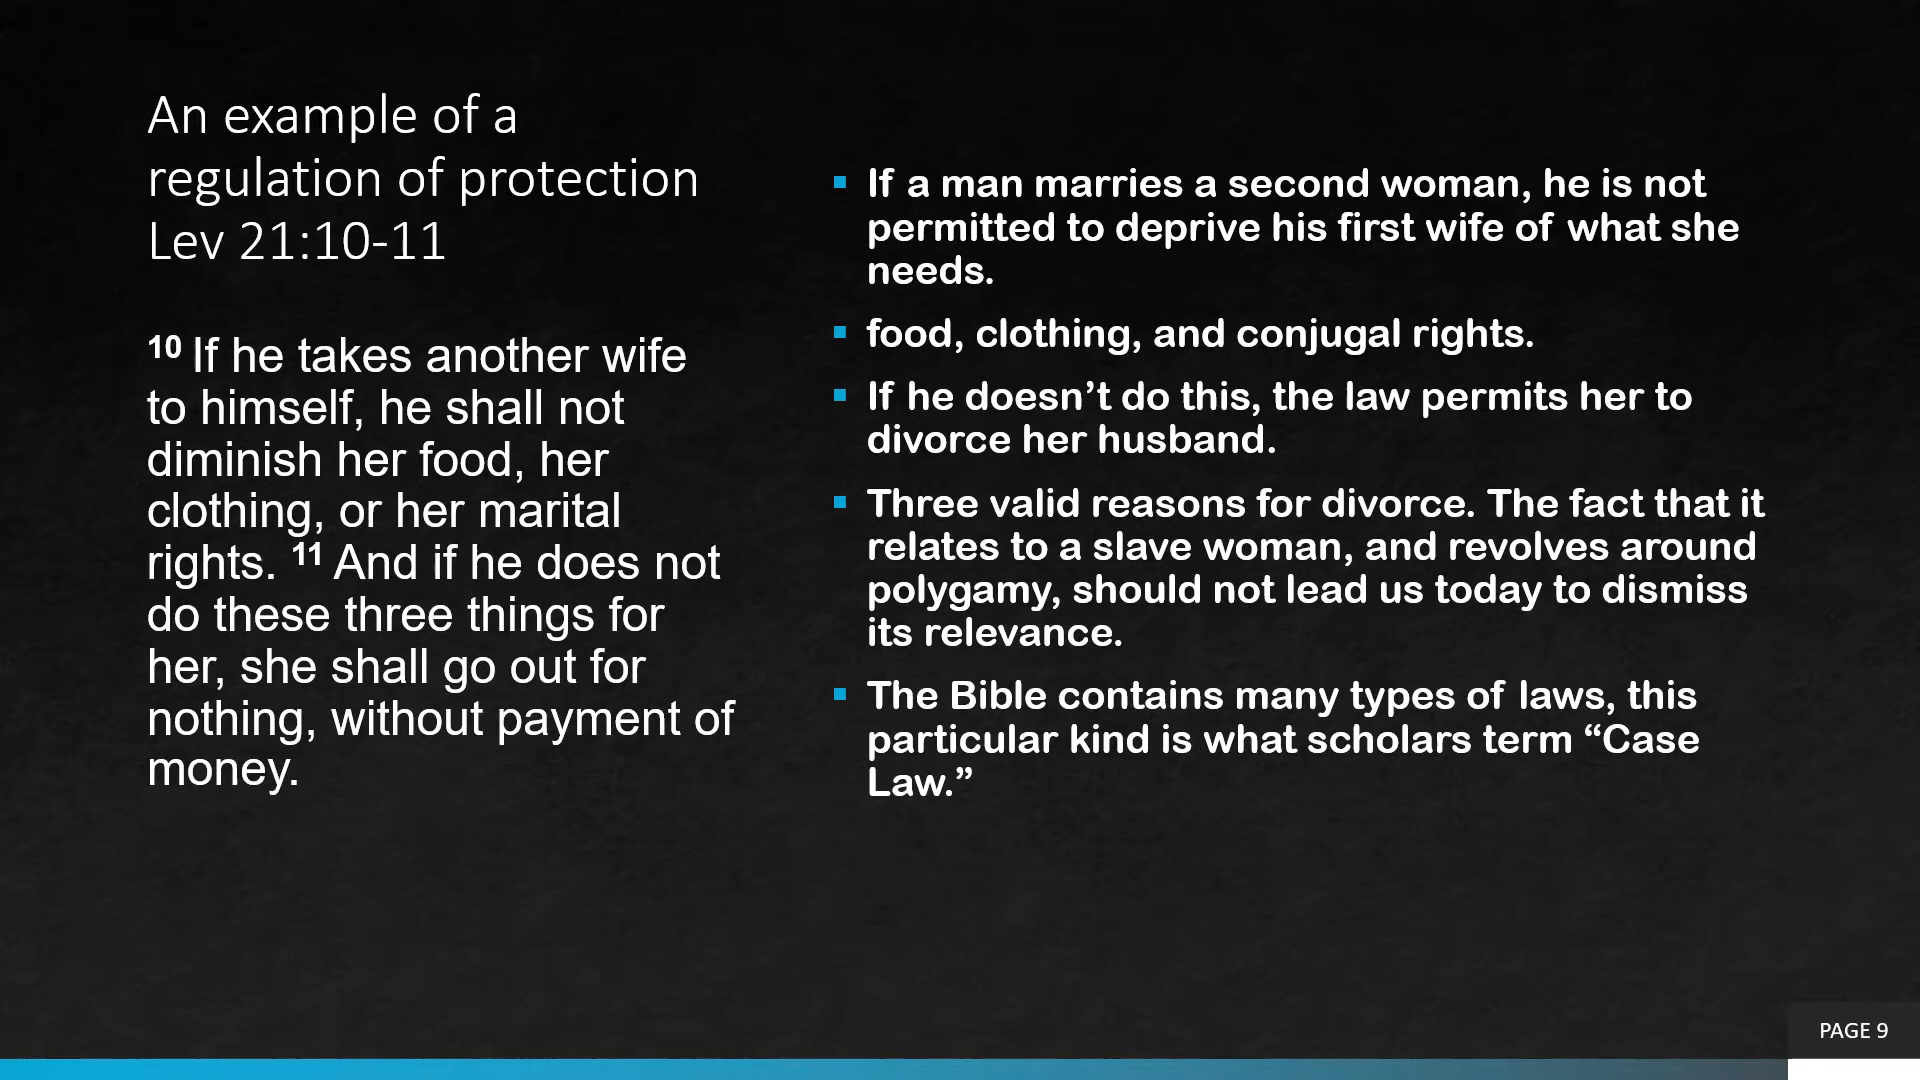 An example of a
regulation of protection
Lev 21:10-11
10 If he takes another wife
to himself, he shall not
diminish her food, her
clothing, or her marital
rights. 11 And if he does not
do these three things for
her, she shall go out for
nothing, without payment of
money.
▪ If a man marries a second woman, he is not
permitted to deprive his first wife of what she
needs.
▪ food, clothing, and conjugal rights.
▪ If he doesn’t do this, the law permits her to
divorce her husband.
▪ Three valid reasons for divorce. The fact that it
relates to a slave woman, and revolves around
polygamy, should not lead us today to dismiss
its relevance.
▪ The Bible contains many types of laws, this
particular kind is what scholars term “Case
Law.”
PAGE 9